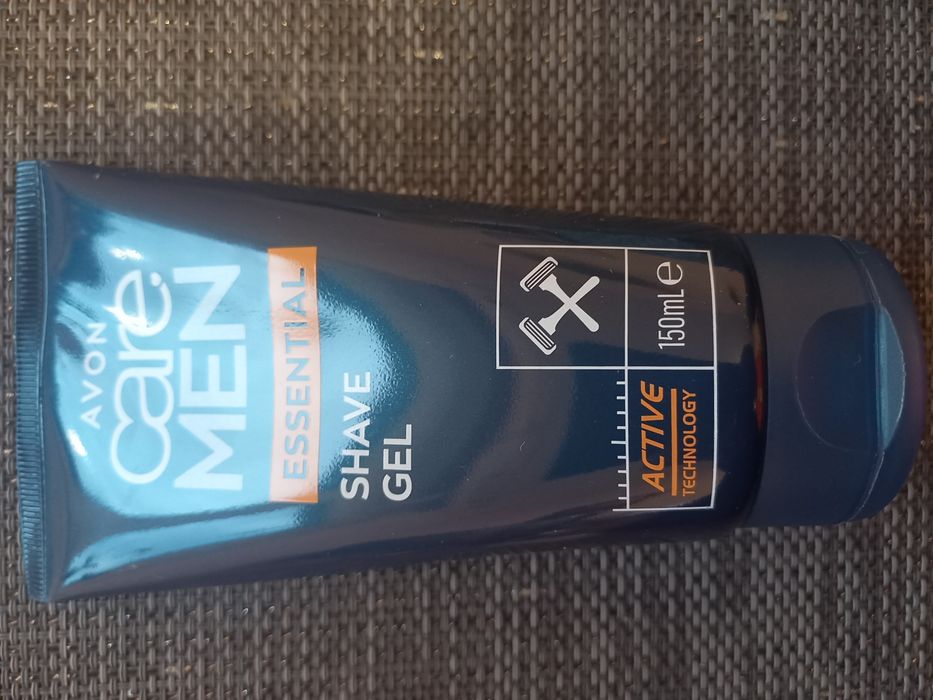 AVON
care
MEN
ESSENTIAL
SHAVE
GEL
ACTIVE
TECHNOLOGY
150mL e